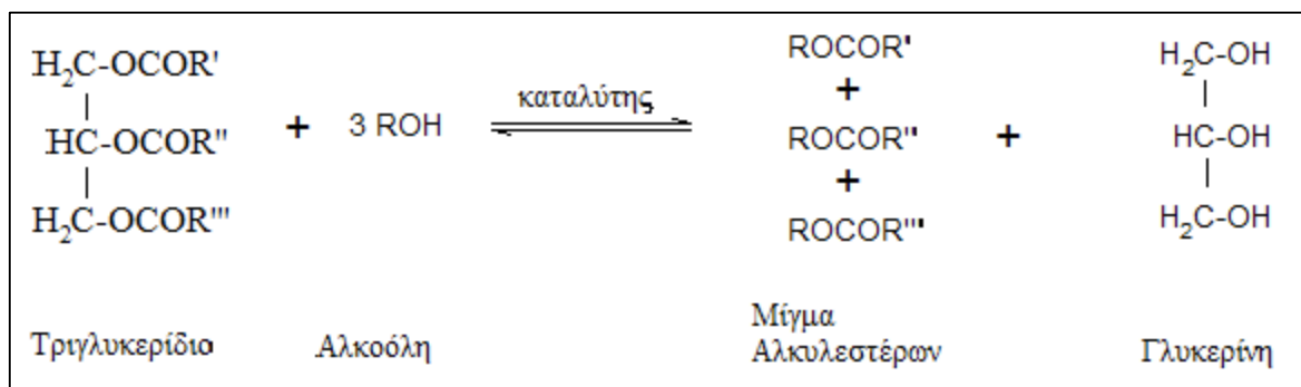 H₂C-OCOR'
HC-OCOR''
H₂C-OCOR'''
+
3 ROH
καταλύτης
ROCOR'
+
ROCOR''
+
ROCOR'''
+
H₂C-OH
HC-OH
H₂C-OH
Τριγλυκερίδιο
Αλκοόλη
Μίγμα
Αλκυλεστέρων
Γλυκερίνη